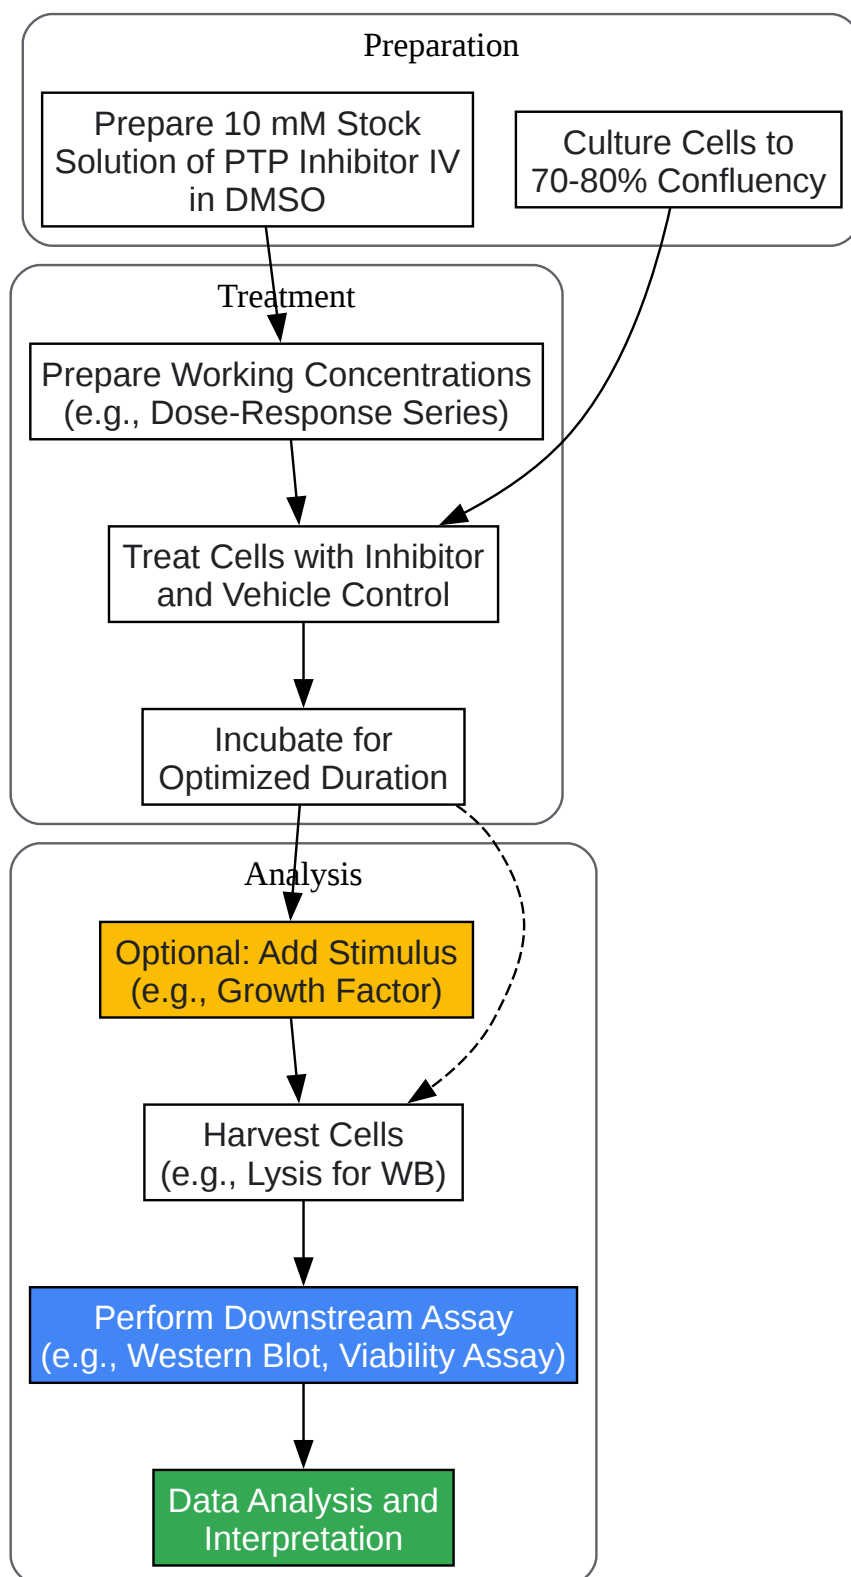 Preparation
Prepare 10 mM Stock
Solution of PTP Inhibitor IV
in DMSO
Culture Cells to
70-80% Confluency
Treatment
Prepare Working Concentrations
(e.g., Dose-Response Series)
Treat Cells with Inhibitor
and Vehicle Control
Incubate for
Optimized Duration
Analysis
Optional: Add Stimulus
(e.g., Growth Factor)
Harvest Cells
(e.g., Lysis for WB)
Perform Downstream Assay
(e.g., Western Blot, Viability Assay)
Data Analysis and
Interpretation